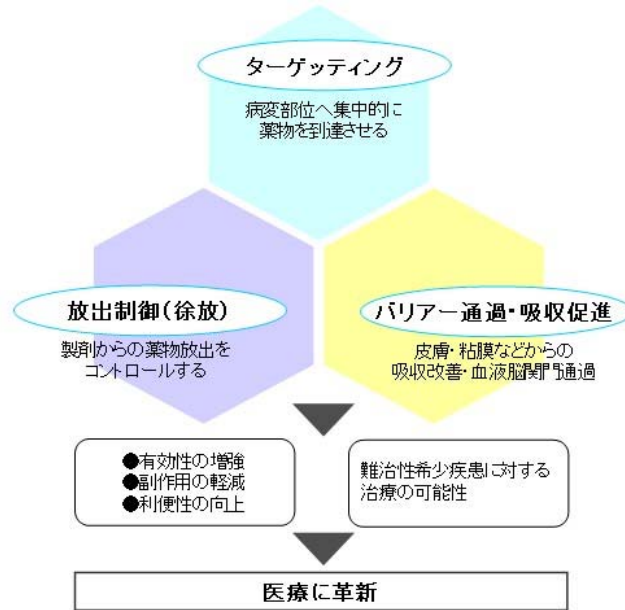 ターゲッティング
病変部位へ集中的に
薬物を到達させる
放出制御(徐放)
製剤からの薬物放出を
コントロールする
バリアー通過・吸収促進
皮膚・粘膜などからの
吸収改善・血液脳関門通過
●有効性の増強
●副作用の軽減
●利便性の向上
難治性希少疾患に対する
治療の可能性
医療に革新